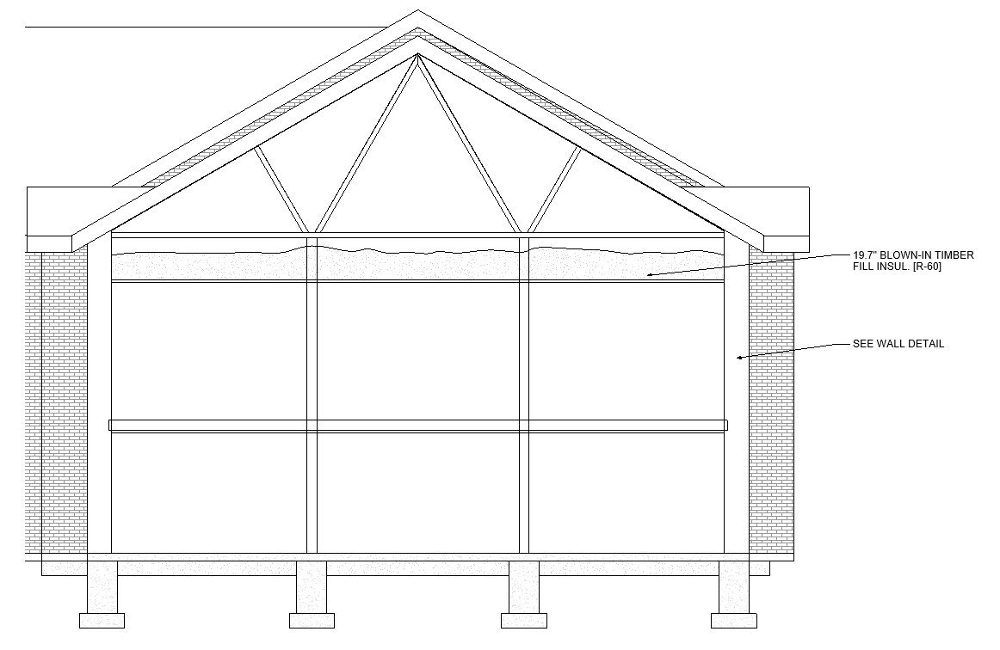 19.7" BLOWN-IN TIMBER
FILL INSUL. [R-60]
SEE WALL DETAIL